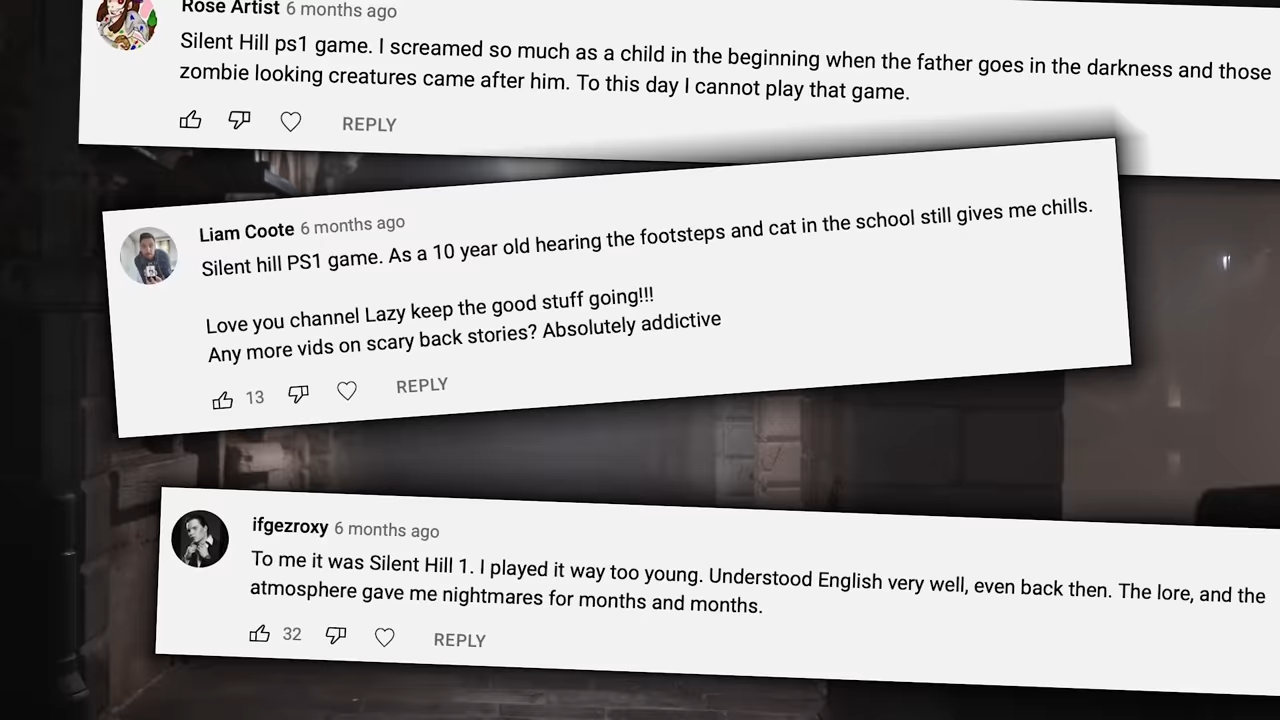 Rose Artist 6 months ago
Silent Hill ps1 game. I screamed so much as a child in the beginning when the father goes in the darkness and those
zombie looking creatures came after him. To this day I cannot play that game.
REPLY
Liam Coote 6 months ago
Silent hill PS1 game. As a 10 year old hearing the footsteps and cat in the school still gives me chills.
Love you channel Lazy keep the good stuff going!!!
Any more vids on scary back stories? Absolutely addictive
13 REPLY
ifgezroxy 6 months ago
To me it was Silent Hill 1. I played it way too young. Understood English very well, even back then. The lore, and the
atmosphere gave me nightmares for months and months.
32 REPLY